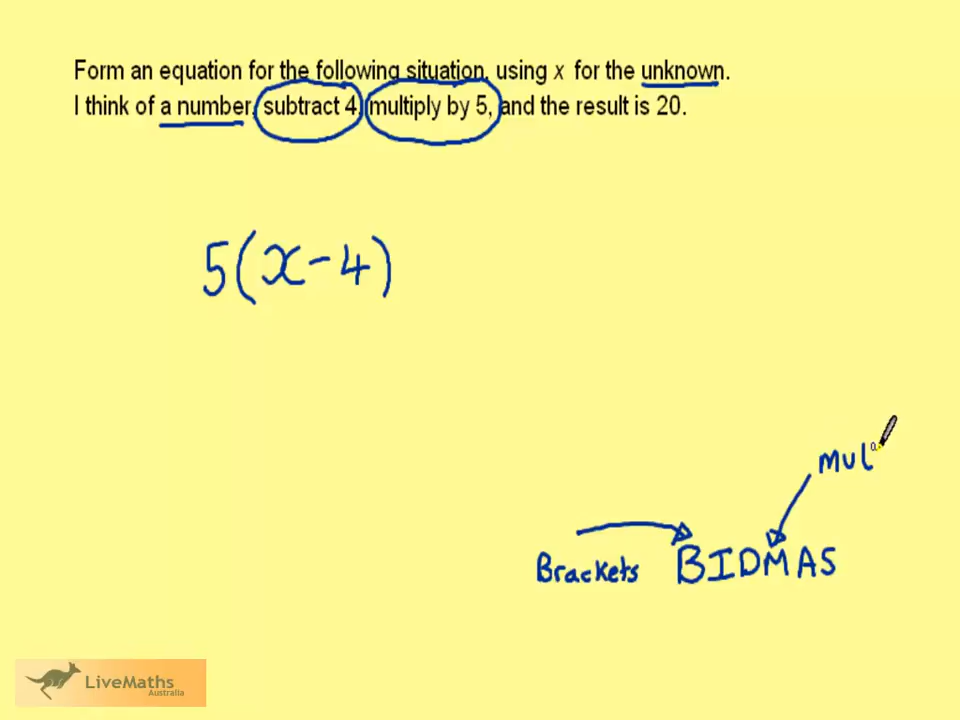 Form an equation for the following situation, using x for the unknown.
I think of a number, subtract 4, multiply by 5, and the result is 20.
5(x-4)
mul
Brackets BIDMAS
LiveMaths
Australia